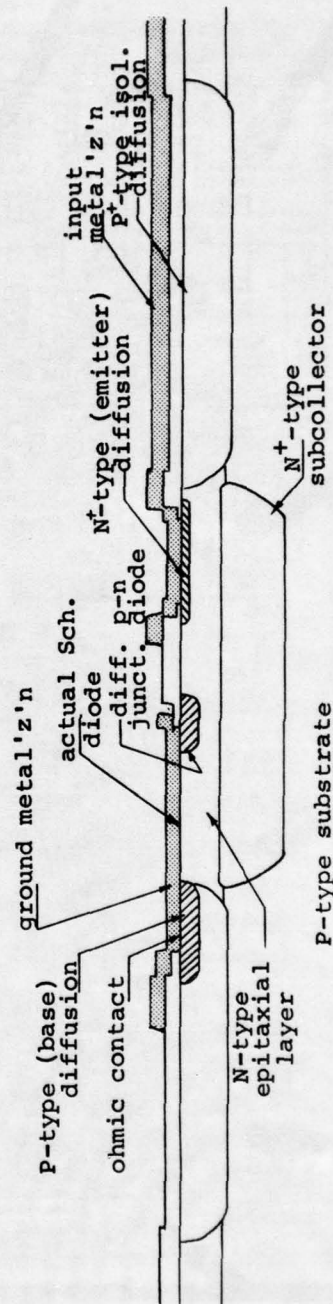 ground metal'z'n
actual Sch.
diode
P-type (base)
diffusion
ohmic contact
diff.
junct.
p-n
diode
N⁺-type (emitter)
diffusion
input
metal'z'n
P⁺-type isol.
diffusion
N-type
epitaxial
layer
N⁺-type
subcollector
P-type substrate